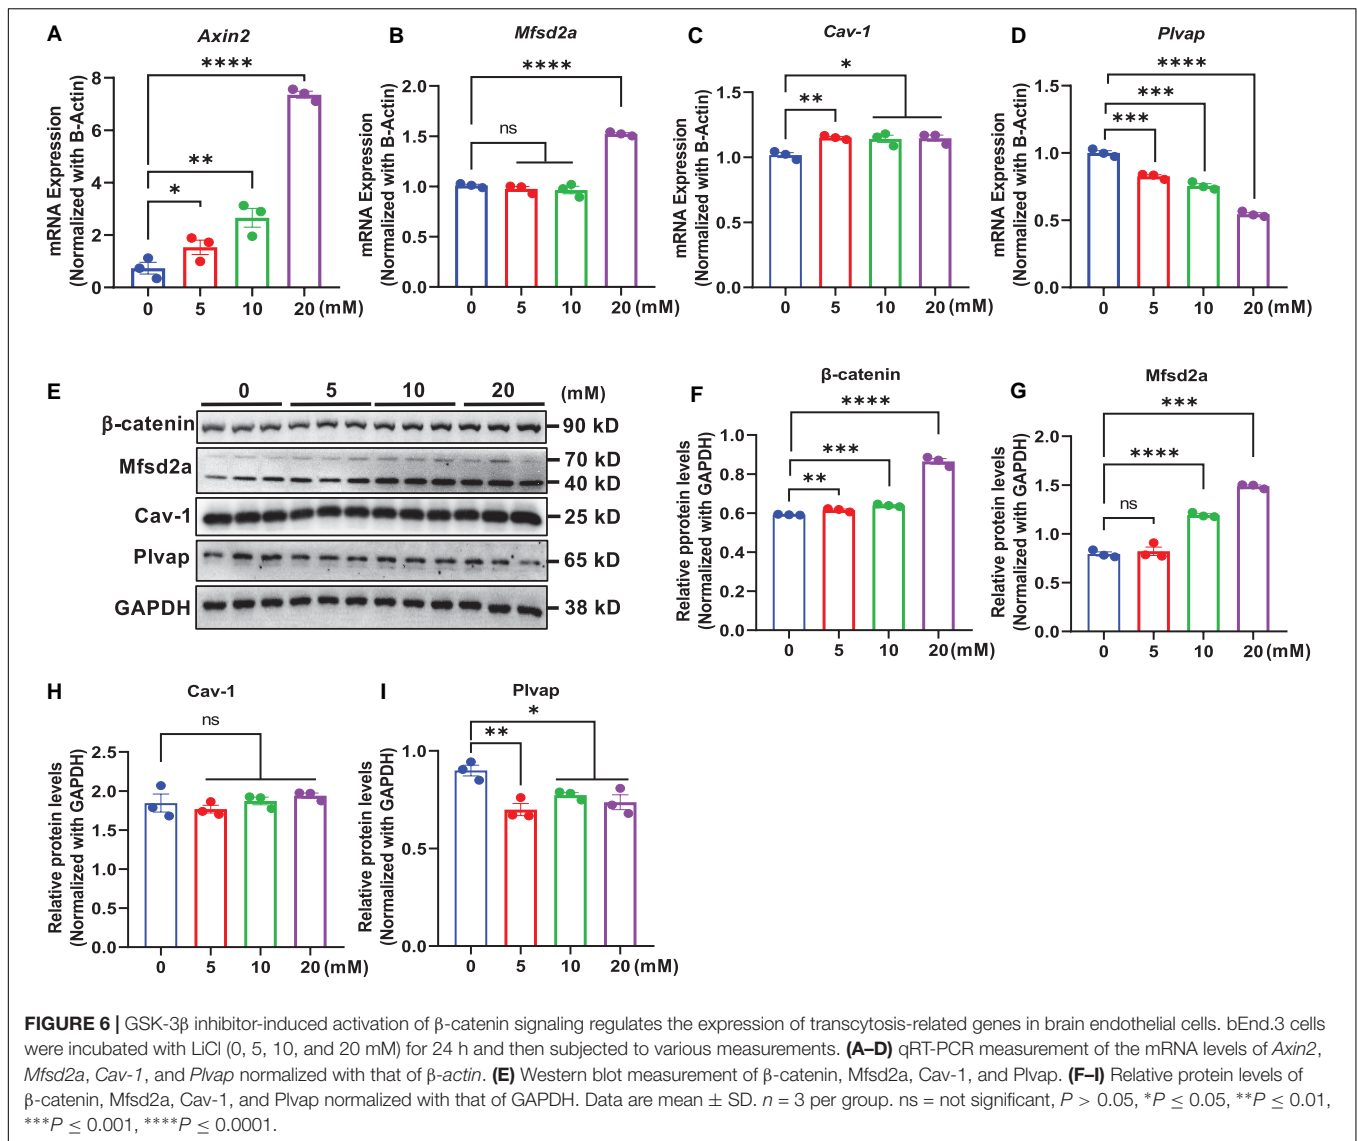 A
Axin2
****
**
*
mRNA Expression
(Normalized with B-Actin)
8
6
4
2
0
0 5 10 20 (mM)
B
Mfsd2a
****
ns
mRNA Expression
(Normalized with B-Actin)
2.0
1.5
1.0
0.5
0.0
0 5 10 20 (mM)
C
Cav-1
*
**
mRNA Expression
(Normalized with B-Actin)
1.5
1.0
0.5
0.0
0 5 10 20 (mM)
D
Plvap
****
***
***
mRNA Expression
(Normalized with B-Actin)
1.5
1.0
0.5
0.0
0 5 10 20 (mM)
E
0 5 10 20 (mM)
β-catenin 90 kD
Mfsd2a 70 kD
40 kD
Cav-1 25 kD
Plvap 65 kD
GAPDH 38 kD
F
β-catenin
****
***
**
Relative pprotein levels
(Normalized with GAPDH)
1.0
0.8
0.6
0.4
0.2
0.0
0 5 10 20 (mM)
G
Mfsd2a
***
****
ns
Relative protein levels
(Normalized with GAPDH)
2.0
1.5
1.0
0.5
0.0
0 5 10 20 (mM)
H
Cav-1
ns
Relative protein levels
(Normalized with GAPDH)
2.5
2.0
1.5
1.0
0.5
0.0
0 5 10 20 (mM)
I
Plvap
*
**
Relative protein levels
(Normalized with GAPDH)
1.0
0.5
0.0
0 5 10 20 (mM)
FIGURE 6 | GSK-3β inhibitor-induced activation of β-catenin signaling regulates the expression of transcytosis-related genes in brain endothelial cells. bEnd.3 cells
were incubated with LiCl (0, 5, 10, and 20 mM) for 24 h and then subjected to various measurements. (A–D) qRT-PCR measurement of the mRNA levels of Axin2,
Mfsd2a, Cav-1, and Plvap normalized with that of β-actin. (E) Western blot measurement of β-catenin, Mfsd2a, Cav-1, and Plvap. (F–I) Relative protein levels of
β-catenin, Mfsd2a, Cav-1, and Plvap normalized with that of GAPDH. Data are mean ± SD. n = 3 per group. ns = not significant, P > 0.05, *P ≤ 0.05, **P ≤ 0.01,
***P ≤ 0.001, ****P ≤ 0.0001.